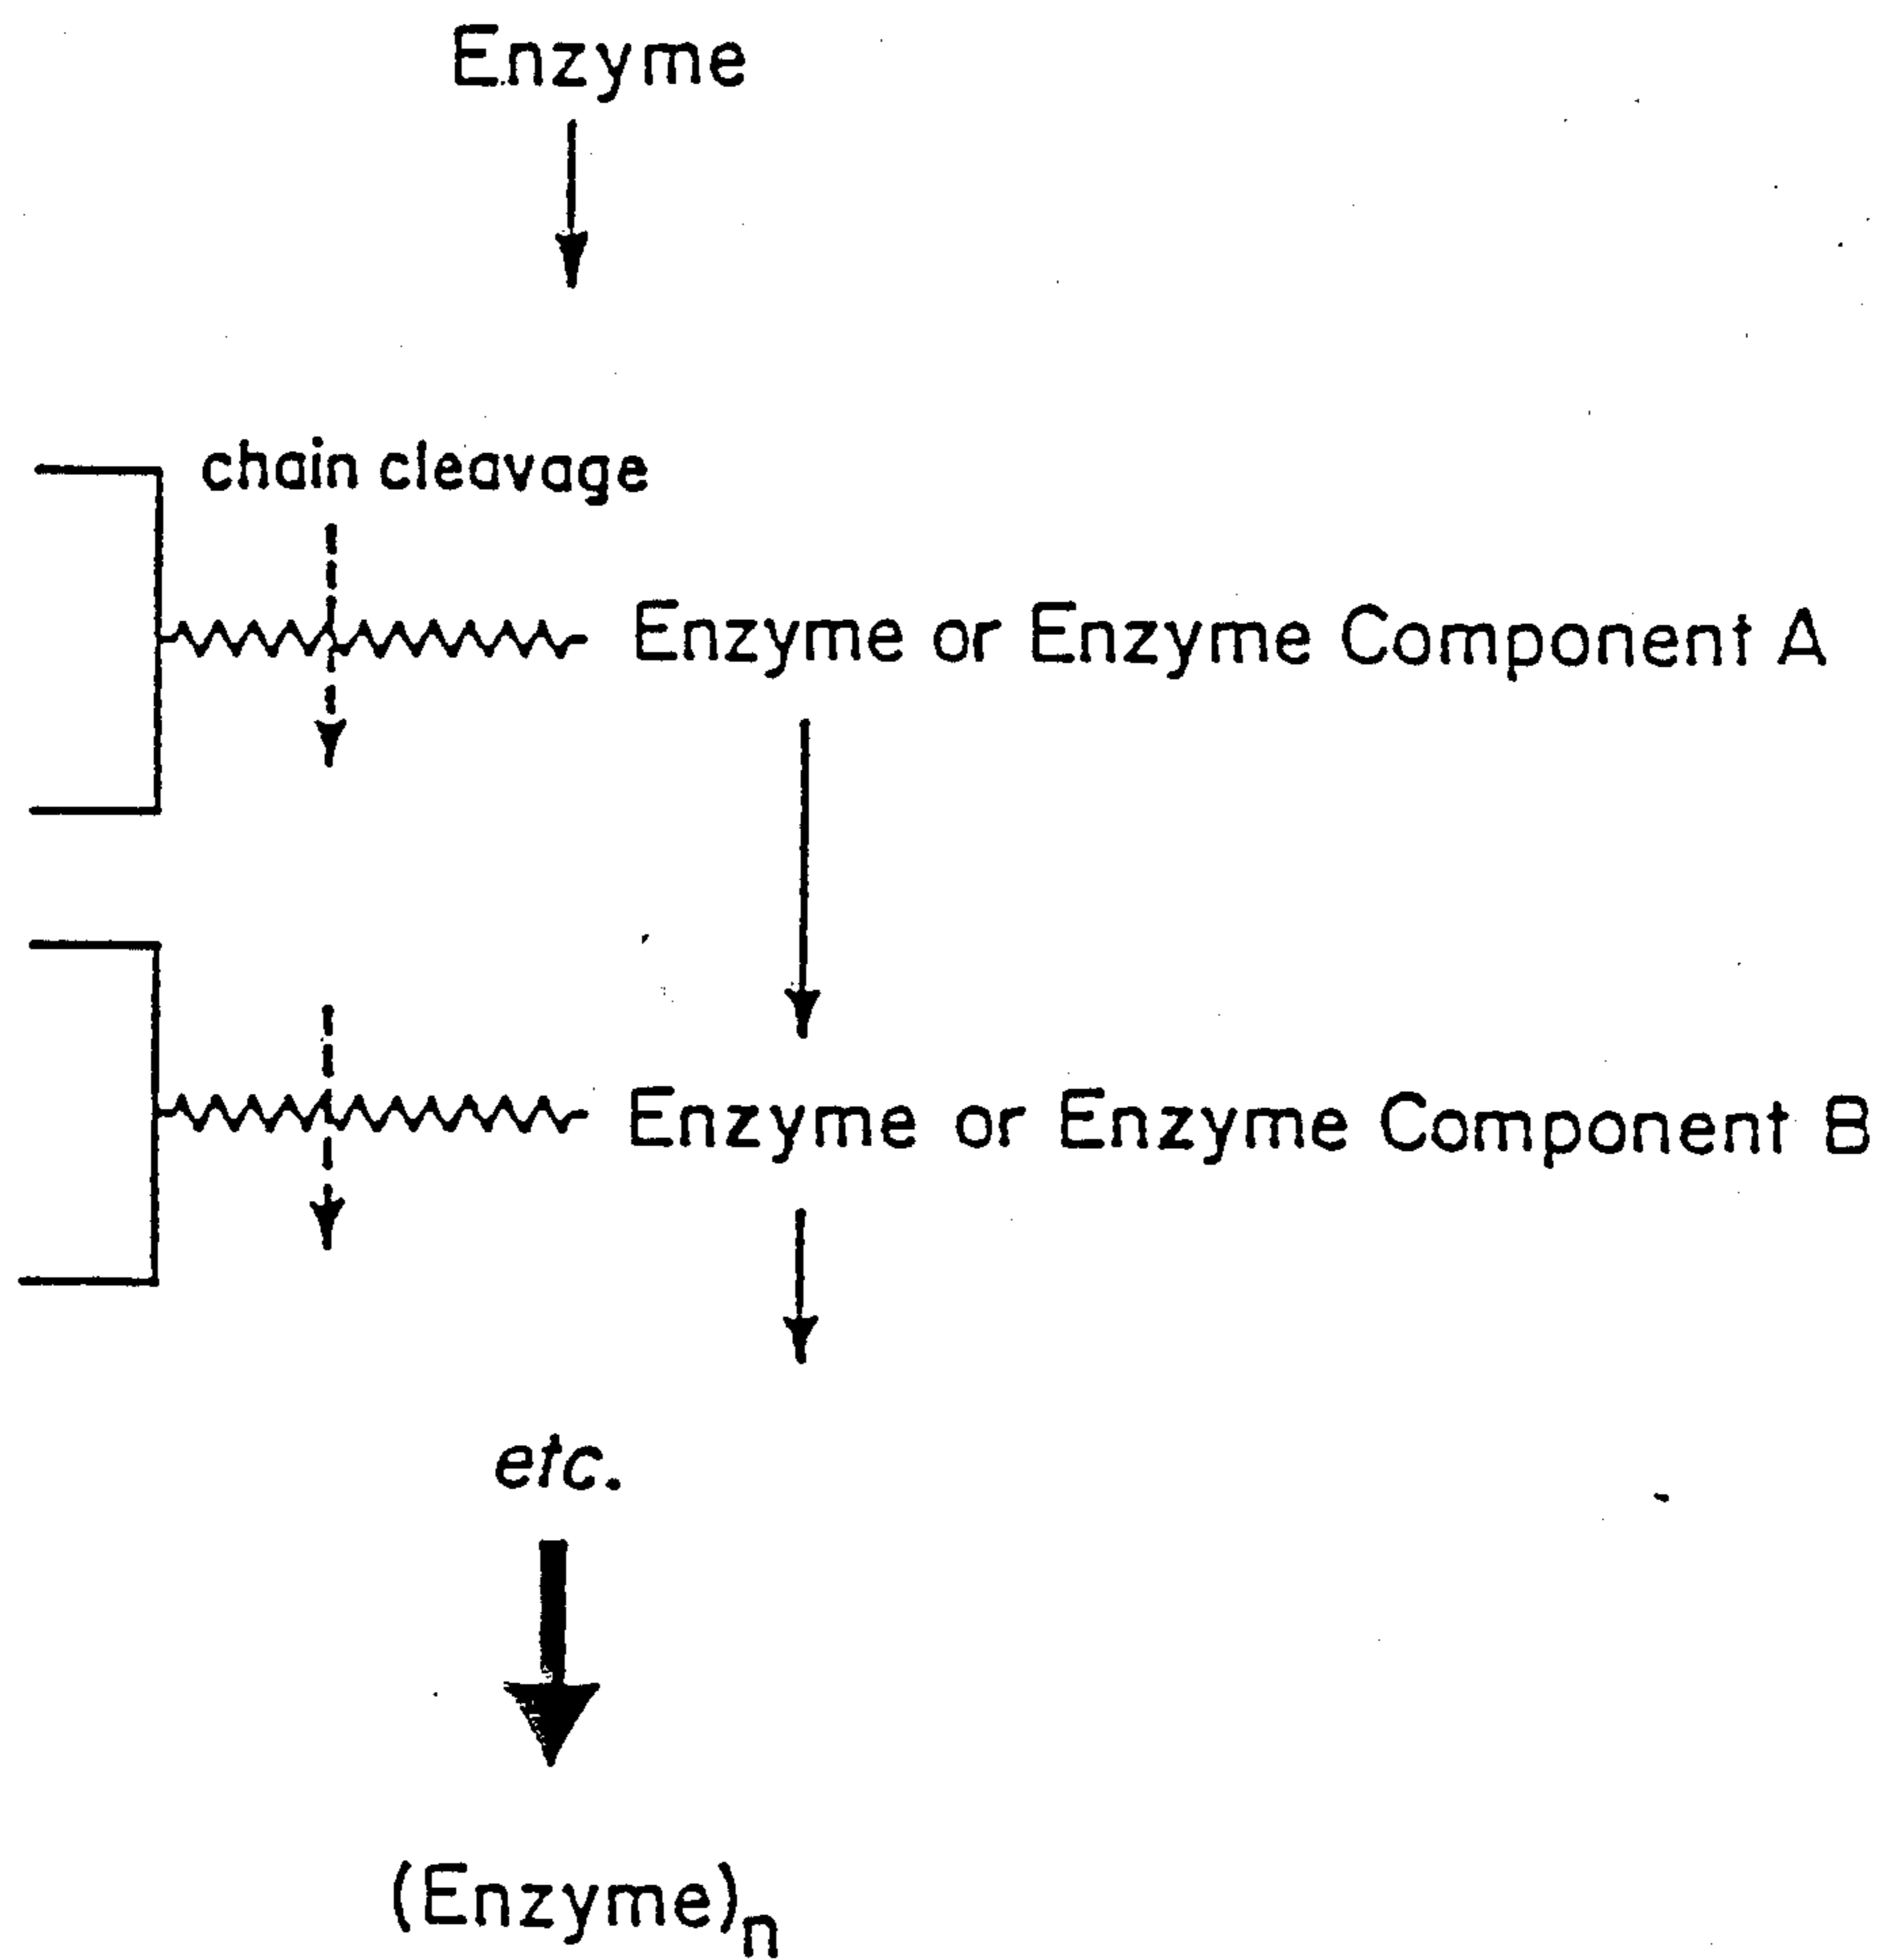 Enzyme
chain cleavage
Enzyme or Enzyme Component A
Enzyme or Enzyme Component B
etc.
(Enzyme)n